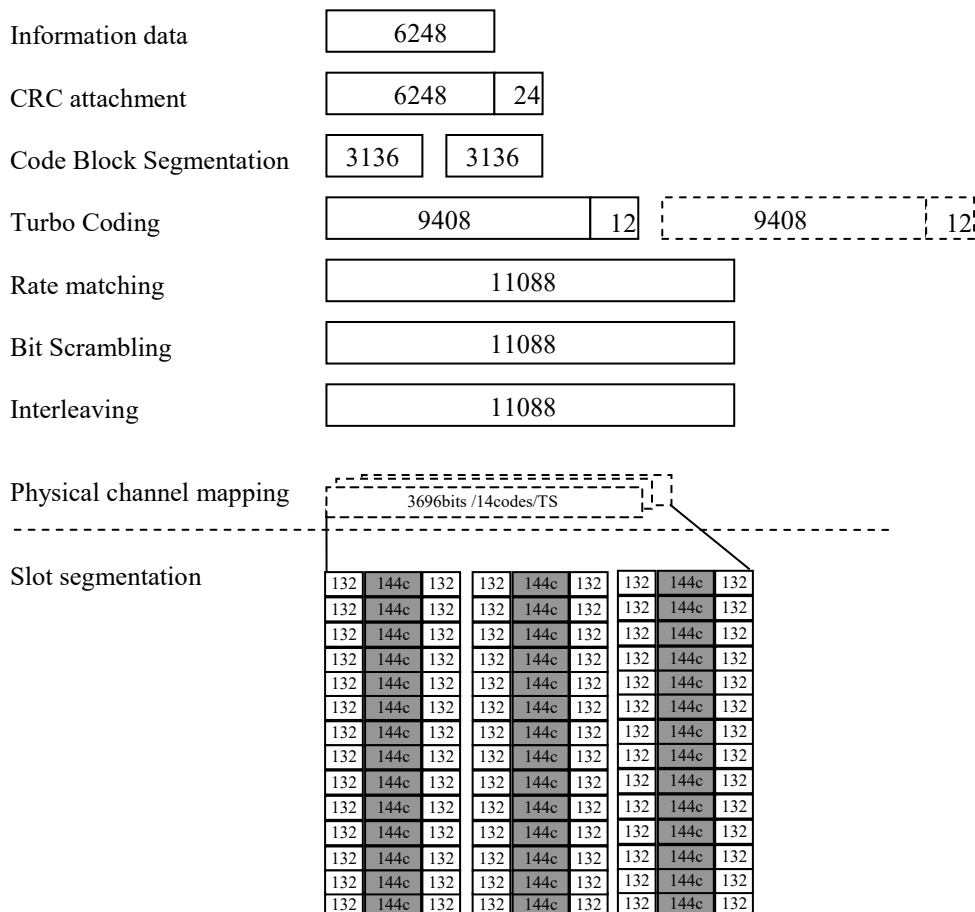 Information data 6248
CRC attachment 6248 24
Code Block Segmentation 3136 3136
Turbo Coding 9408 12 9408 12
Rate matching 11088
Bit Scrambling 11088
Interleaving 11088
Physical channel mapping 3696bits /14codes/TS
Slot segmentation
132 144c 132 132 144c 132 132 144c 132
132 144c 132 132 144c 132 132 144c 132
132 144c 132 132 144c 132 132 144c 132
132 144c 132 132 144c 132 132 144c 132
132 144c 132 132 144c 132 132 144c 132
132 144c 132 132 144c 132 132 144c 132
132 144c 132 132 144c 132 132 144c 132
132 144c 132 132 144c 132 132 144c 132
132 144c 132 132 144c 132 132 144c 132
132 144c 132 132 144c 132 132 144c 132
132 144c 132 132 144c 132 132 144c 132
132 144c 132 132 144c 132 132 144c 132
132 144c 132 132 144c 132 132 144c 132
132 144c 132 132 144c 132 132 144c 132